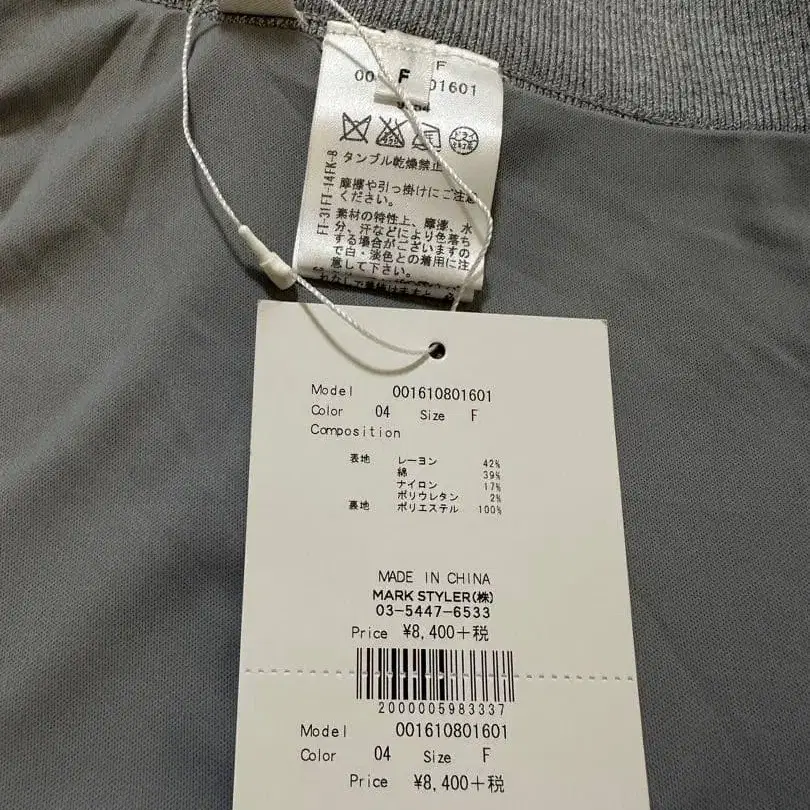 F
00 F 01601
タンブル乾燥禁止
摩擦や引っ掛けにご注意
ください。
素材の特性上、摩擦、水
分、汗などにより色落ち
する場合がございますの
で白・淡色との着用に注
意して下さい。
FT-31FT-14FK-8
Model 001610801601
Color 04 Size F
Composition
表地 レーヨン 42%
綿 39%
ナイロン 17%
ポリウレタン 2%
裏地 ポリエステル 100%
MADE IN CHINA
MARK STYLER(株)
03-5447-6533
Price ¥8,400+税
2000005983337
Model 001610801601
Color 04 Size F
Price ¥8,400+税